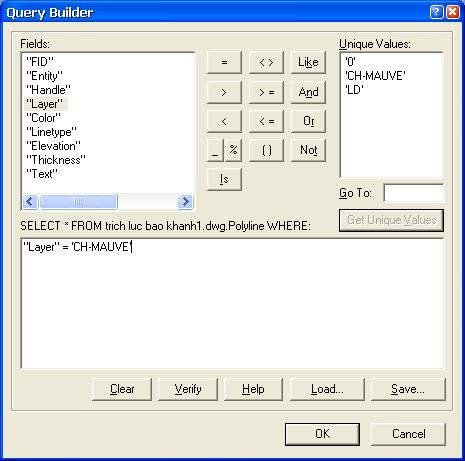 Query Builder
Fields:
"FID"
"Entity"
"Handle"
"Layer"
"Color"
"Linetype"
"Elevation"
"Thickness"
"Text"
= < > Like
> > = And
< < = Or
_ % ( ) Not
Is
Unique Values:
'0'
'CH-MAUVE'
'LD'
Go To:
Get Unique Values
SELECT * FROM trich luc bao khanh1.dwg.Polyline WHERE:
"Layer" = 'CH-MAUVE'
Clear Verify Help Load... Save...
OK Cancel